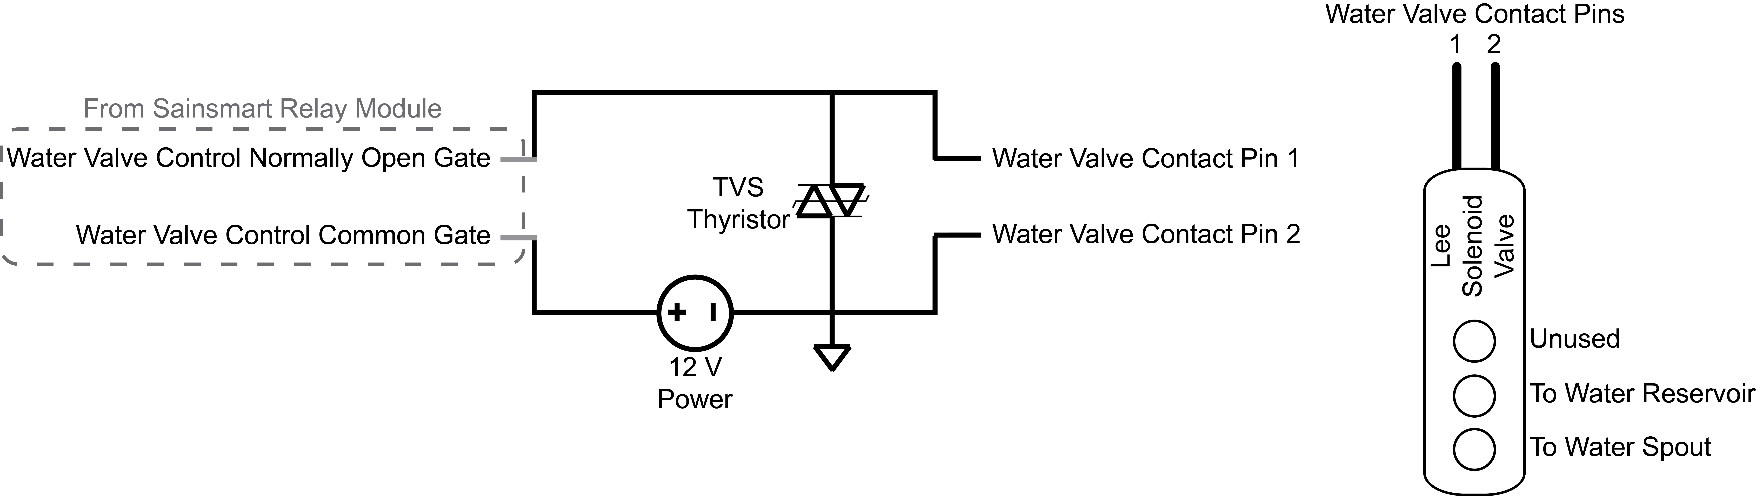 Water Valve Contact Pins
1 2
From Sainsmart Relay Module
Water Valve Control Normally Open Gate
Water Valve Control Common Gate
TVS
Thyristor
+ -
12 V
Power
Water Valve Contact Pin 1
Water Valve Contact Pin 2
Lee
Solenoid
Valve
Unused
To Water Reservoir
To Water Spout